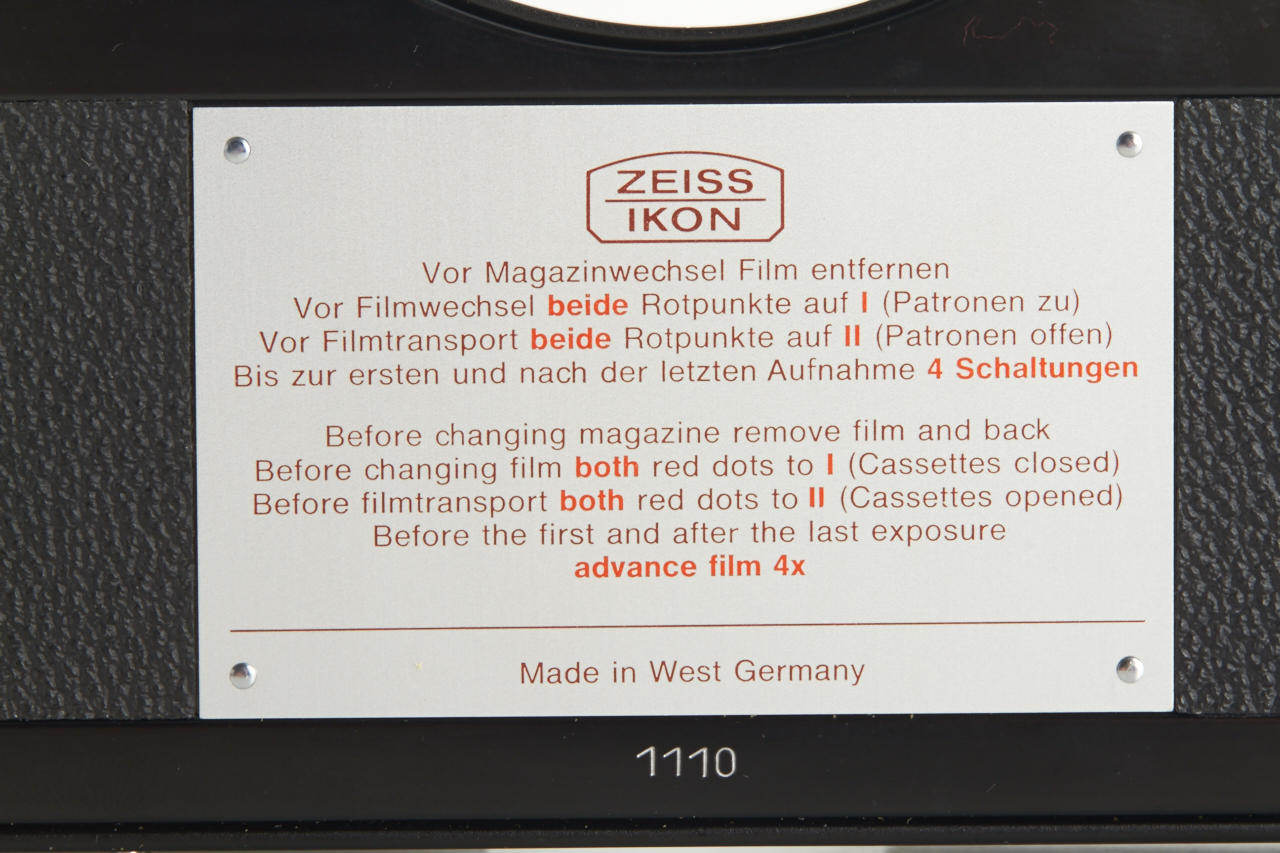 ZEISS
IKON
Vor Magazinwechsel Film entfernen
Vor Filmwechsel beide Rotpunkte auf I (Patronen zu)
Vor Filmtransport beide Rotpunkte auf II (Patronen offen)
Bis zur ersten und nach der letzten Aufnahme 4 Schaltungen
Before changing magazine remove film and back
Before changing film both red dots to I (Cassettes closed)
Before filmtransport both red dots to II (Cassettes opened)
Before the first and after the last exposure
advance film 4x
Made in West Germany
1110